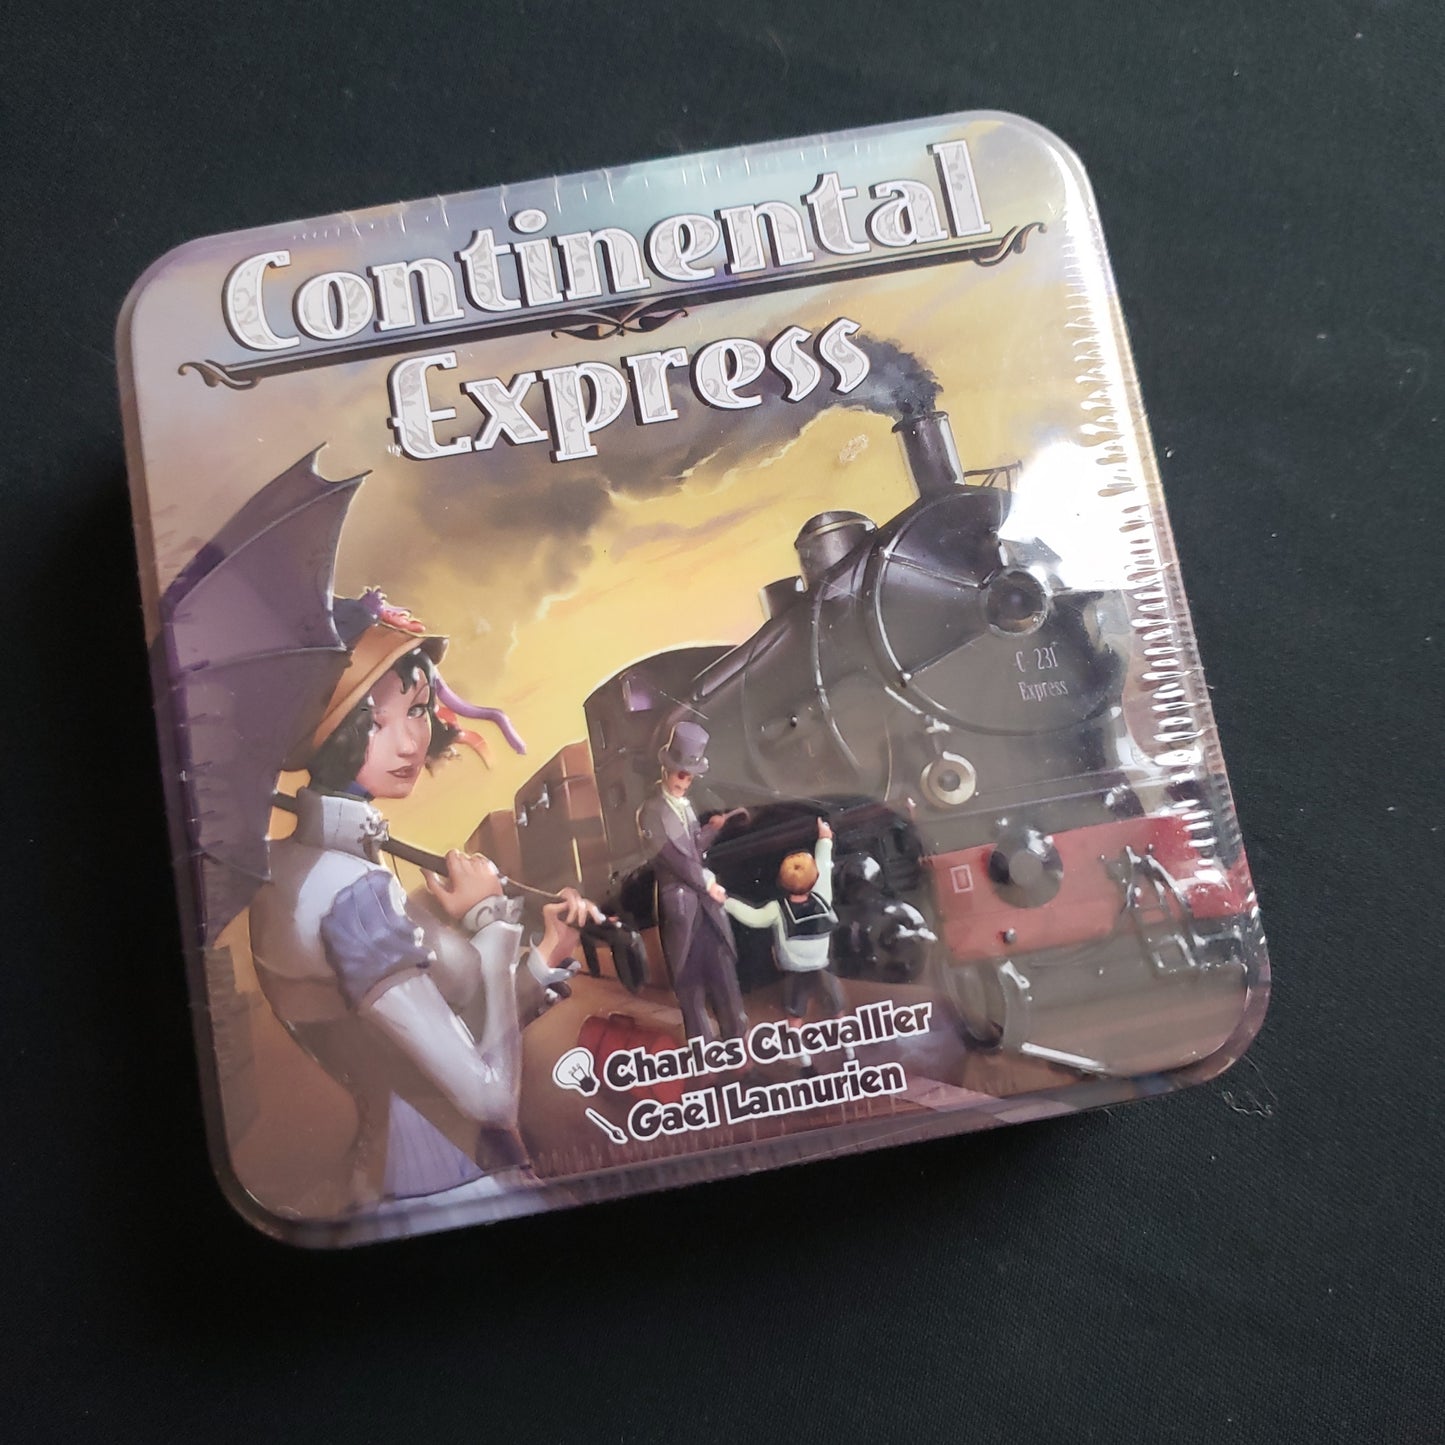 Continental
Express
C 231
Express
Charles Chevallier
Gaël Lannurien